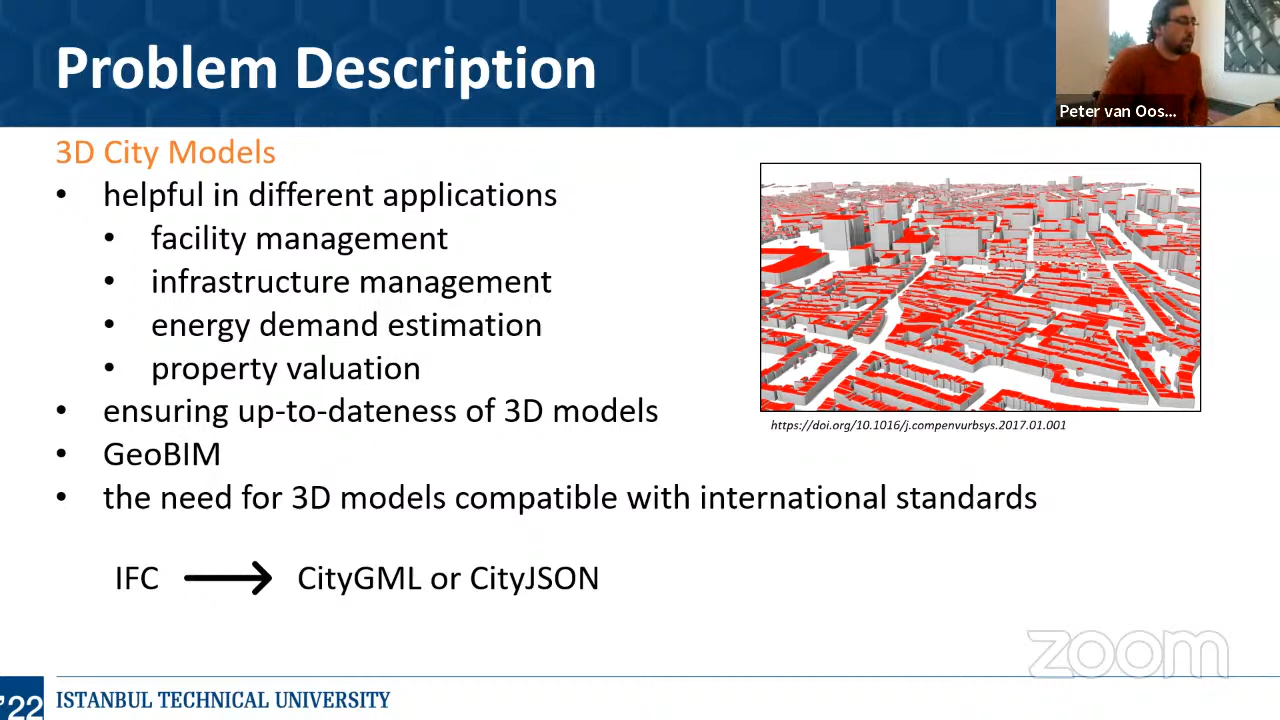 Problem Description
Peter van Oos...
3D City Models
• helpful in different applications
• facility management
• infrastructure management
• energy demand estimation
• property valuation
• ensuring up-to-dateness of 3D models
• GeoBIM
• the need for 3D models compatible with international standards
https://doi.org/10.1016/j.compenvurbsys.2017.01.001
IFC → CityGML or CityJSON
zoom
'22 ISTANBUL TECHNICAL UNIVERSITY